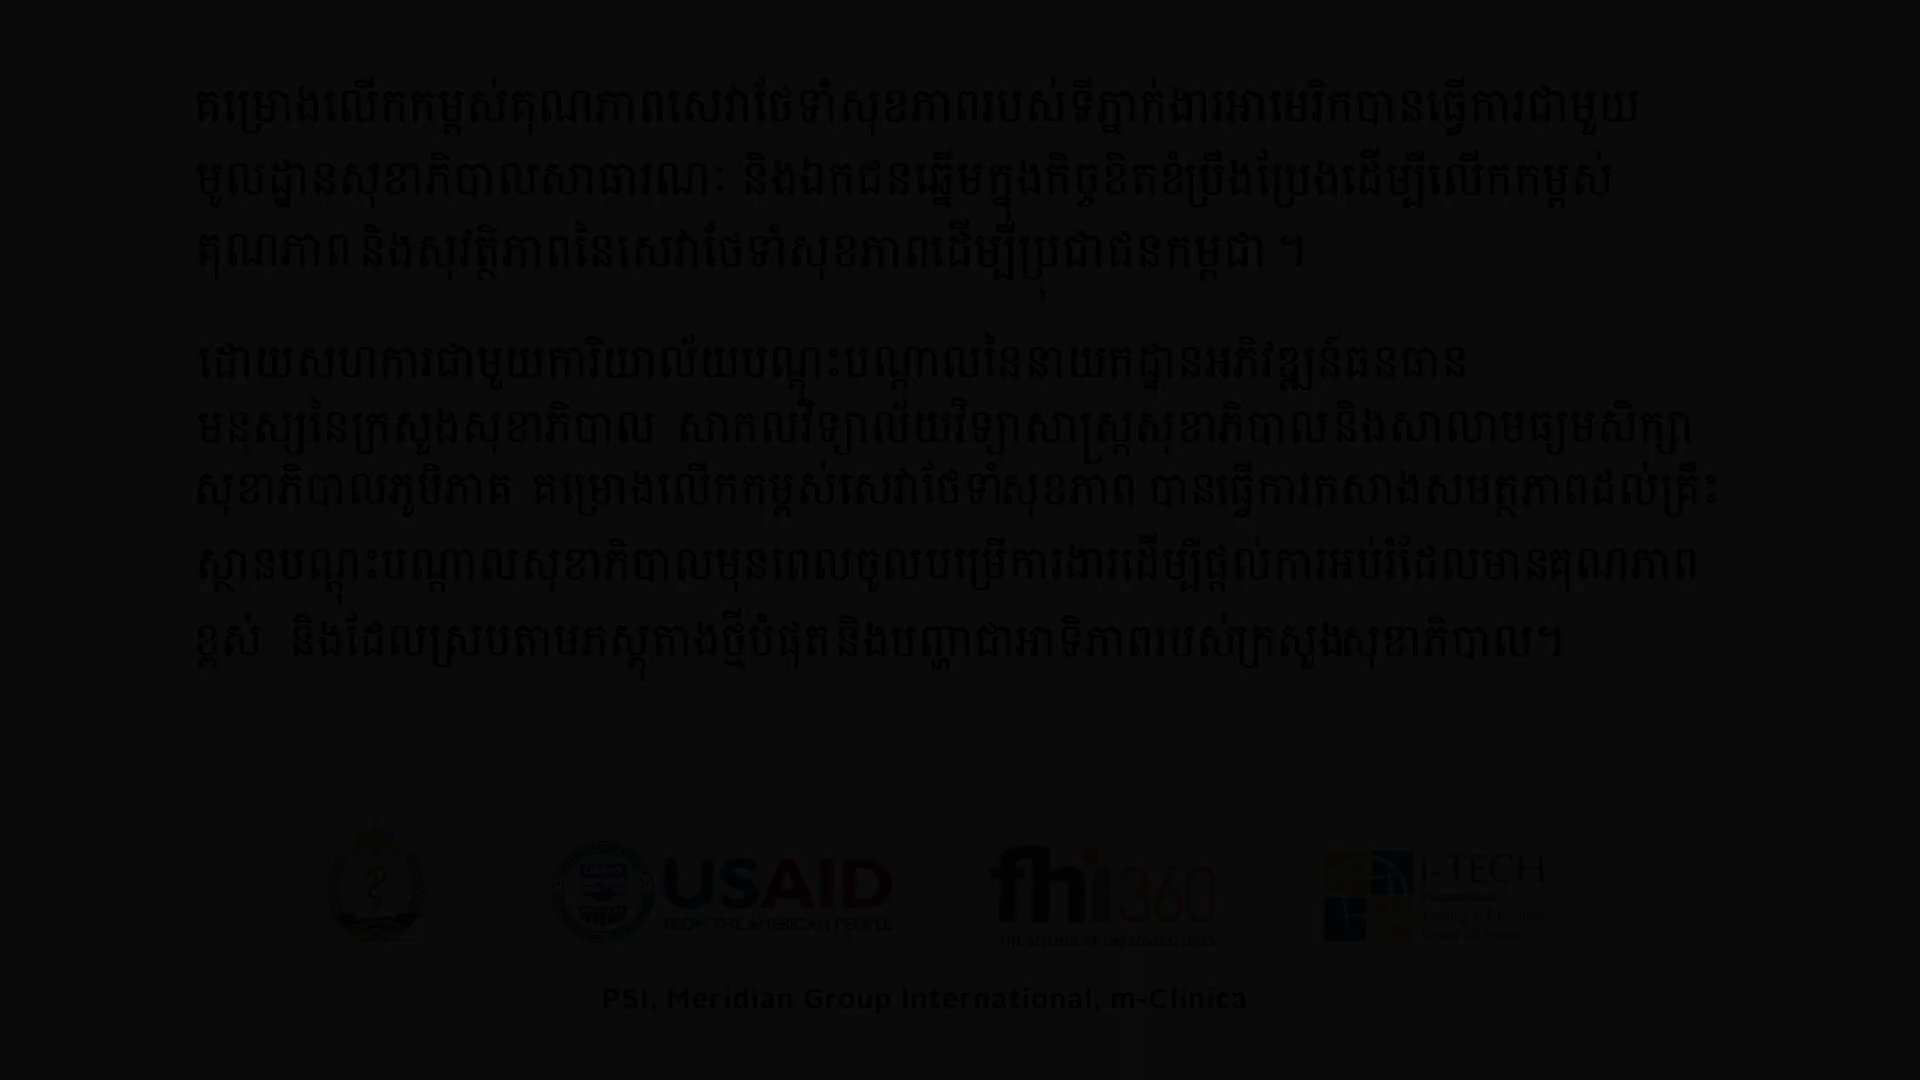 គម្រោងលើកកម្ពស់គុណភាពសេវាថែទាំសុខភាពរបស់ទីភ្នាក់ងារអាមេរិកបានធ្វើការជាមួយ
មូលដ្ឋានសុខាភិបាលសាធារណៈ និងឯកជនឆ្នើមក្នុងកិច្ចខិតខំប្រឹងប្រែងដើម្បីលើកកម្ពស់
គុណភាព និងសុវត្ថិភាពនៃសេវាថែទាំសុខភាពដើម្បីប្រជាជនកម្ពុជា ។
ដោយសហការជាមួយការិយាល័យបណ្តុះបណ្តាលនៃនាយកដ្ឋានអភិវឌ្ឍន៍ធនធាន
មនុស្សនៃក្រសួងសុខាភិបាល សាកលវិទ្យាល័យវិទ្យាសាស្ត្រសុខាភិបាលនិងសាលាមធ្យមសិក្សា
សុខាភិបាលភូមិភាគ គម្រោងលើកកម្ពស់សេវាថែទាំសុខភាព បានធ្វើការកសាងសមត្ថភាពដល់គ្រឹះ
ស្ថានបណ្តុះបណ្តាលសុខាភិបាលមុនពេលចូលបម្រើការងារដើម្បីផ្តល់ការអប់រំដែលមានគុណភាព
ខ្ពស់ និងដែលស្របតាមភស្តុតាងថ្មីបំផុតនិងបញ្ហាជាអាទិភាពរបស់ក្រសួងសុខាភិបាល។
USAID
FROM THE AMERICAN PEOPLE
fhi360
THE SCIENCE OF IMPROVING LIVES
I-TECH
PSI, Meridian Group International, m-Clinica